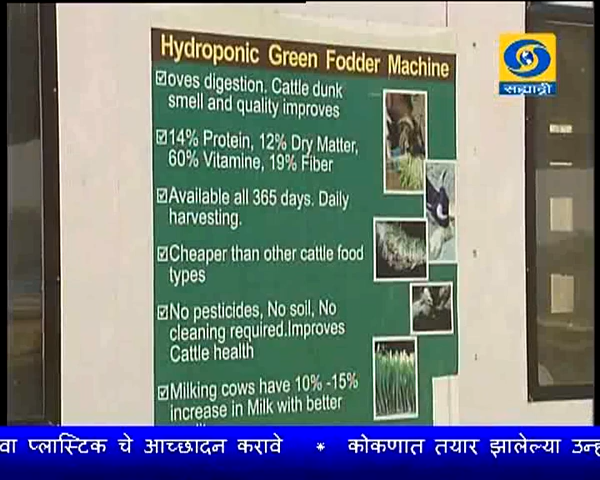 Hydroponic Green Fodder Machine
सह्याद्री
☑oves digestion. Cattle dunk
smell and quality improves
☑14% Protein, 12% Dry Matter,
60% Vitamine, 19% Fiber
☑Available all 365 days. Daily
harvesting.
☑Cheaper than other cattle food
types
☑No pesticides, No soil, No
cleaning required.Improves
Cattle health
☑Milking cows have 10% -15%
increase in Milk with better
वा प्लास्टिक चे आच्छादन करावे * कोकणात तयार झालेल्या उन्ह